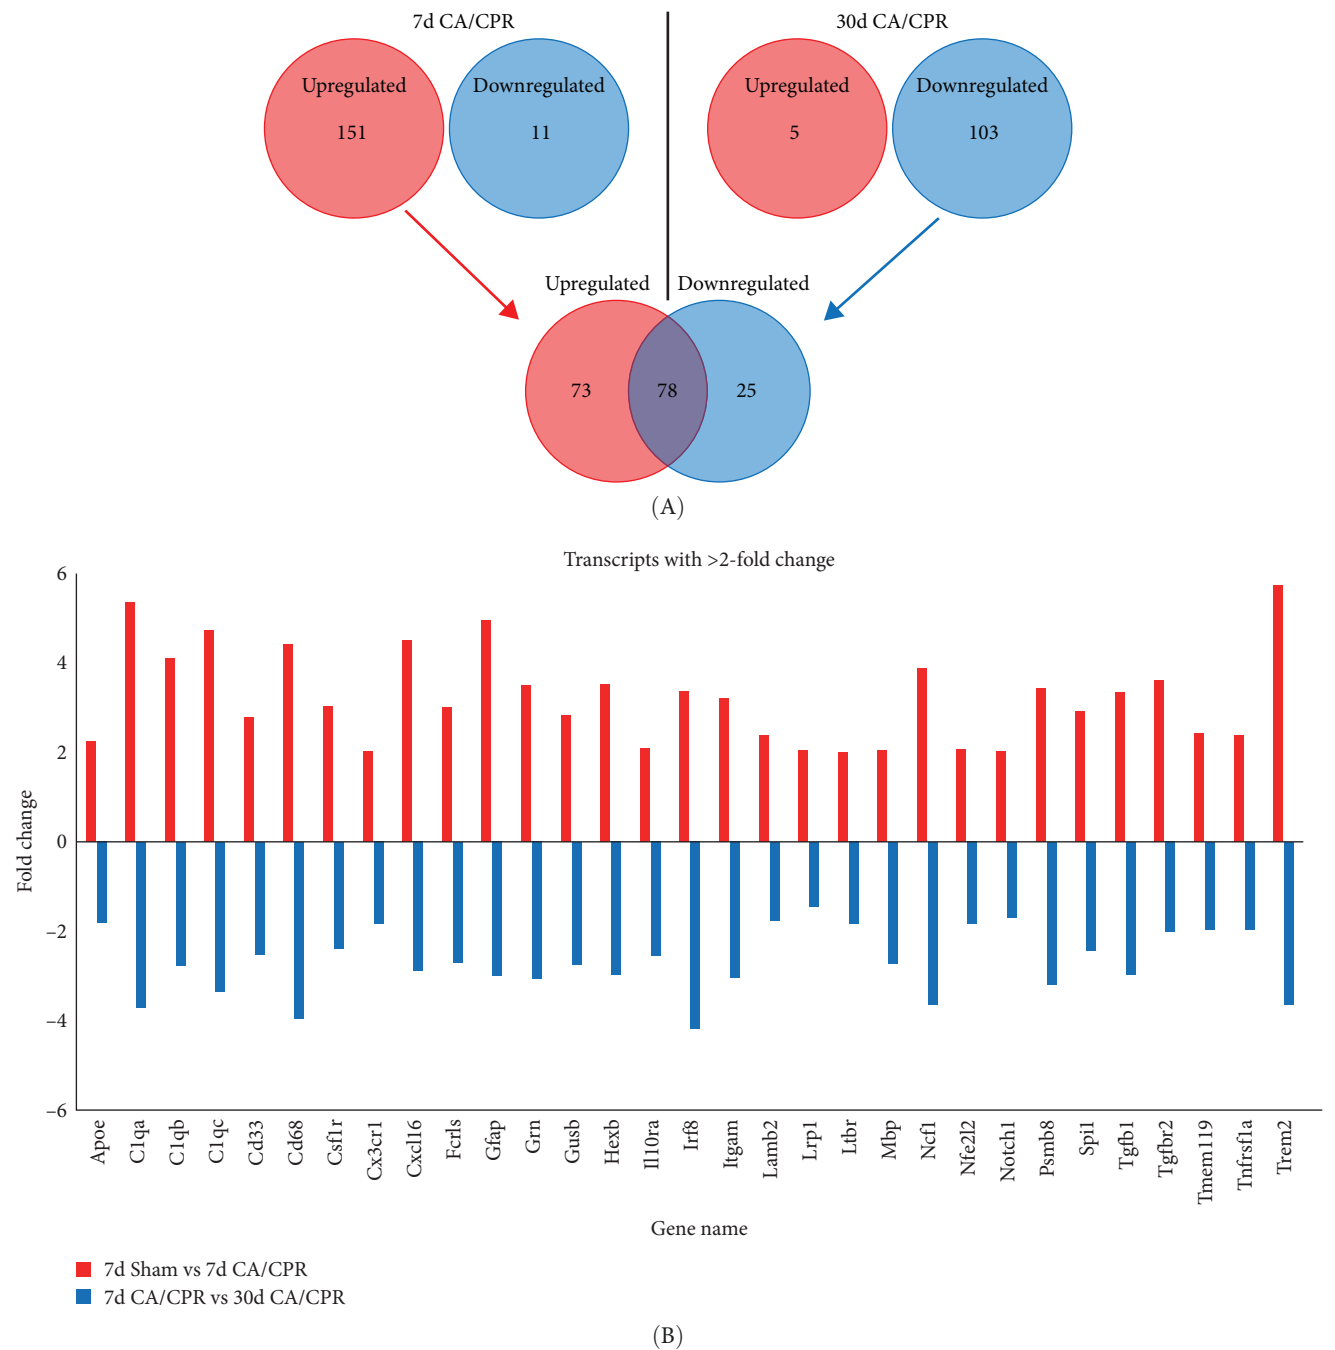 7d CA/CPR
30d CA/CPR
Upregulated
Downregulated
Upregulated
Downregulated
151
11
5
103
Upregulated
Downregulated
73
78
25
(A)
Transcripts with >2-fold change
Fold change
6
4
2
0
−2
−4
−6
Apoe
C1qa
C1qb
C1qc
Cd33
Cd68
Csf1r
Cx3cr1
Cxcl16
Fcrls
Gfap
Grn
Gusb
Hexb
Il10ra
Irf8
Itgam
Lamb2
Lrp1
Ltbr
Mbp
Ncf1
Nfe2l2
Notch1
Psmb8
Spi1
Tgfb1
Tgfbr2
Tmem119
Tnfrsf1a
Trem2
Gene name
7d Sham vs 7d CA/CPR
7d CA/CPR vs 30d CA/CPR
(B)